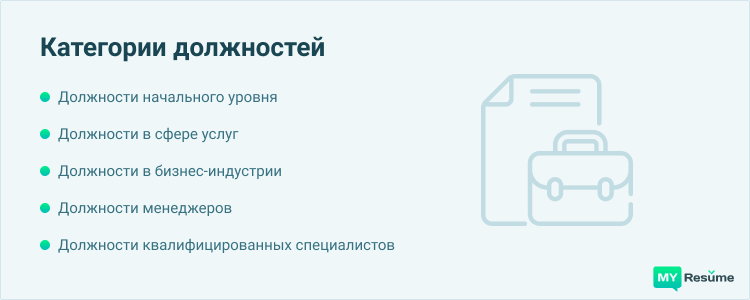 Категории должностей
Должности начального уровня
Должности в сфере услуг
Должности в бизнес-индустрии
Должности менеджеров
Должности квалифицированных специалистов
MY Resume